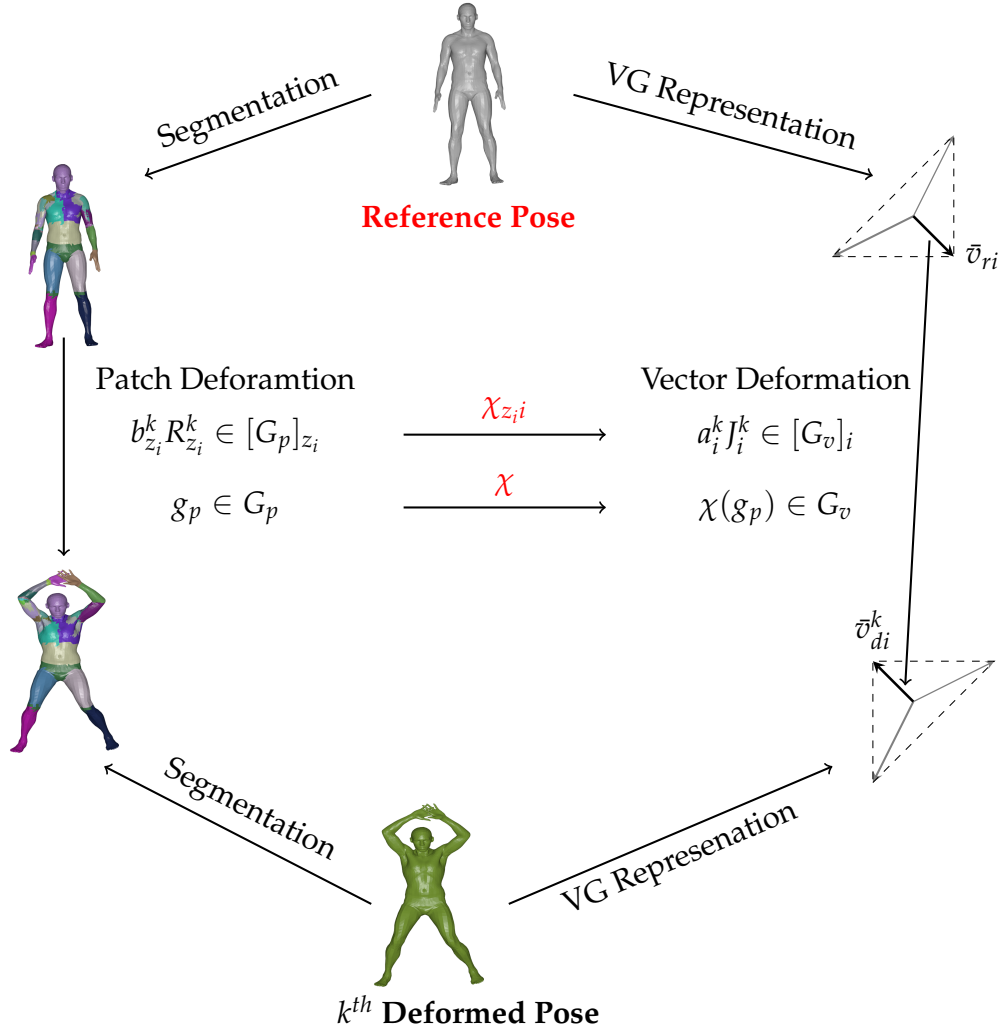 Segmentation
VG Representation
Reference Pose
v̄_{ri}
Patch Deforamtion
Vector Deformation
b^k_{z_i} R^k_{z_i} ∈ [G_p]_{z_i}
χ_{z_i i}
a^k_i J^k_i ∈ [G_v]_i
g_p ∈ G_p
χ
χ(g_p) ∈ G_v
v̄^k_{di}
Segmentation
VG Represenation
k^{th} Deformed Pose